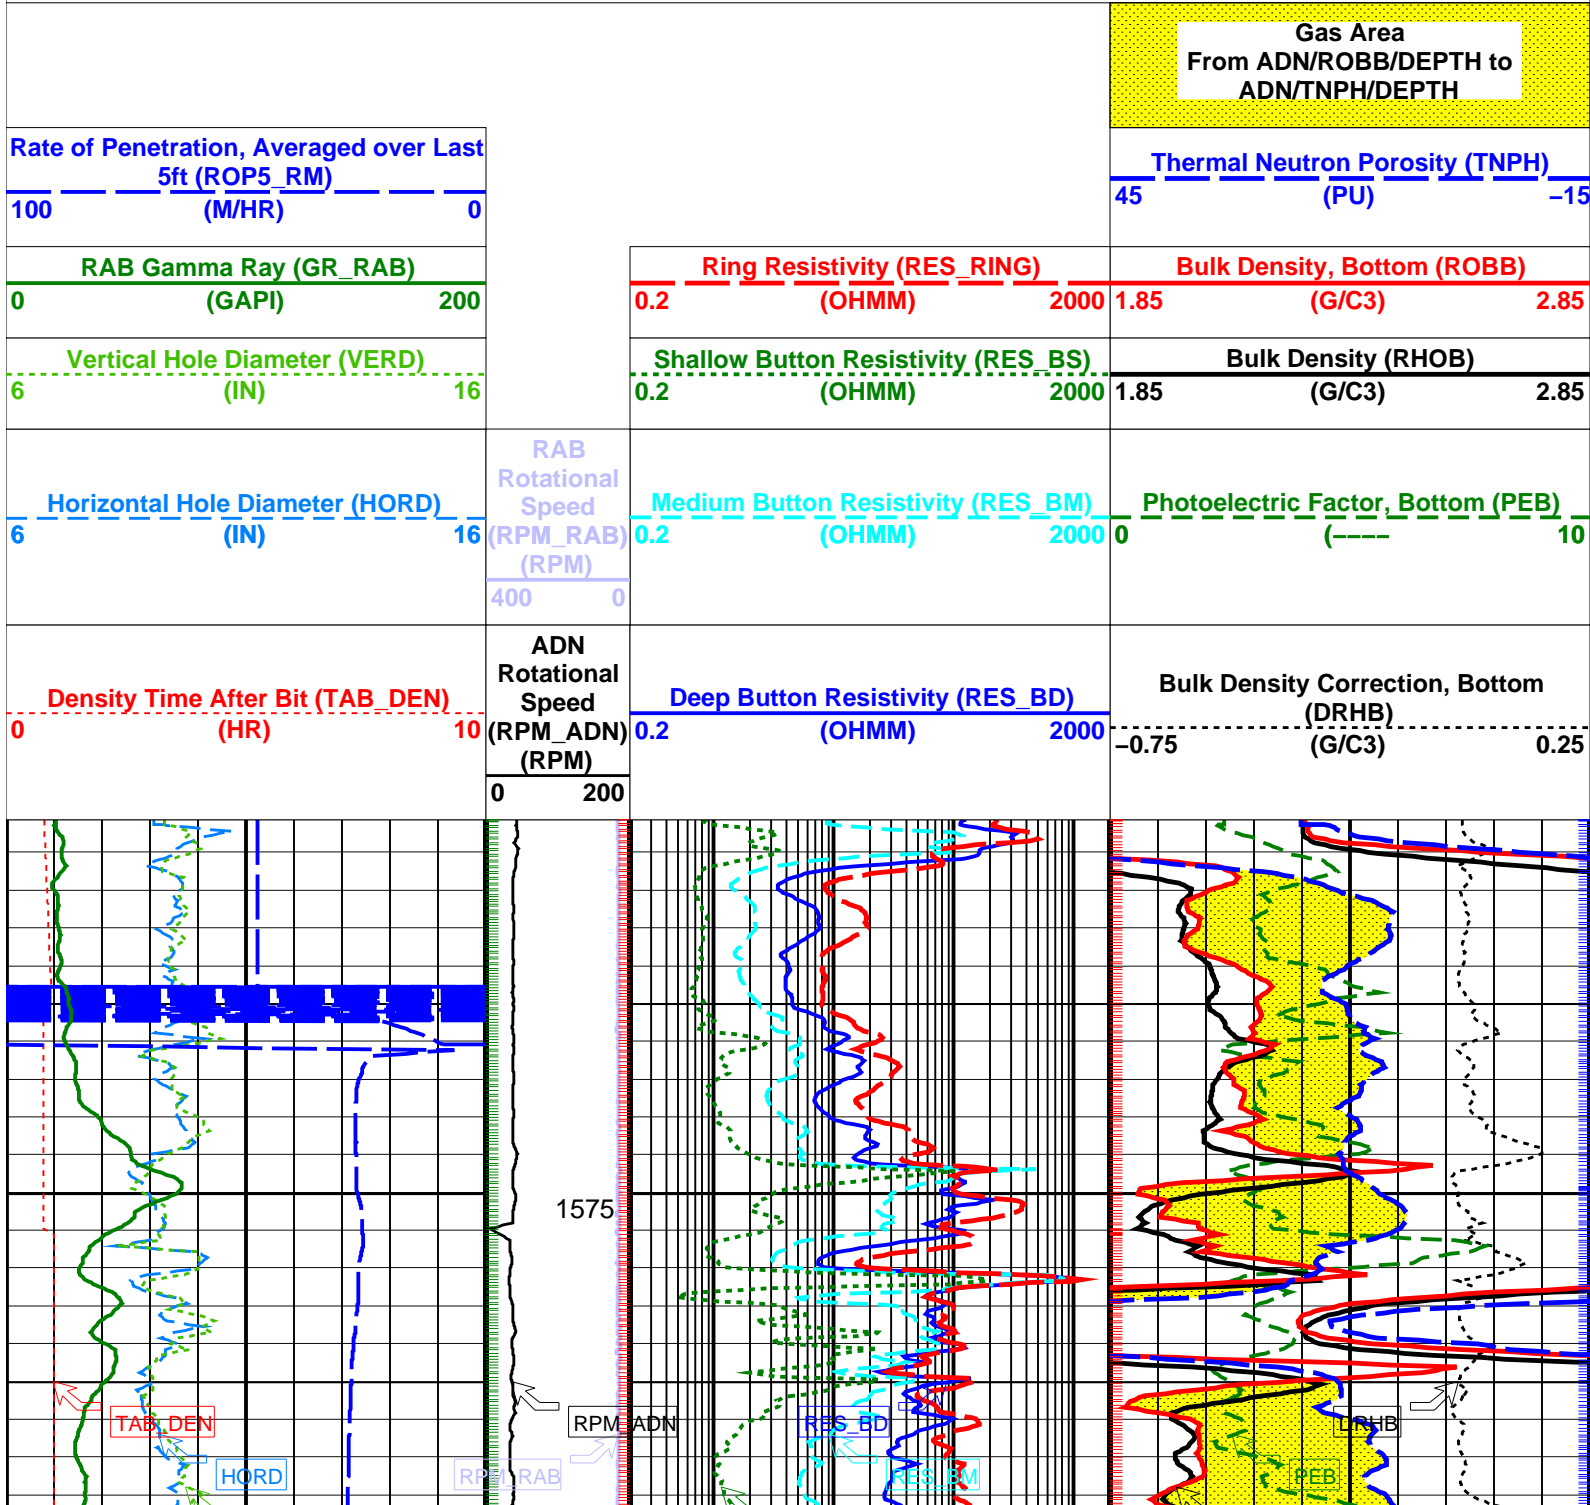 Gas Area
From ADN/ROBB/DEPTH to
ADN/TNPH/DEPTH
Rate of Penetration, Averaged over Last
5ft (ROP5_RM)
100 (M/HR) 0
Thermal Neutron Porosity (TNPH)
45 (PU) −15
RAB Gamma Ray (GR_RAB)
0 (GAPI) 200
Ring Resistivity (RES_RING)
0.2 (OHMM) 2000
Bulk Density, Bottom (ROBB)
1.85 (G/C3) 2.85
Vertical Hole Diameter (VERD)
6 (IN) 16
Shallow Button Resistivity (RES_BS)
0.2 (OHMM) 2000
Bulk Density (RHOB)
1.85 (G/C3) 2.85
Horizontal Hole Diameter (HORD)
6 (IN) 16
RAB
Rotational
Speed
(RPM_RAB)
(RPM)
400 0
Medium Button Resistivity (RES_BM)
0.2 (OHMM) 2000
Photoelectric Factor, Bottom (PEB)
0 (−−−− 10
Density Time After Bit (TAB_DEN)
0 (HR) 10
ADN
Rotational
Speed
(RPM_ADN)
(RPM)
0 200
Deep Button Resistivity (RES_BD)
0.2 (OHMM) 2000
Bulk Density Correction, Bottom
(DRHB)
−0.75 (G/C3) 0.25
1575
TAB_DEN
RPM_ADN
RES_BD
DRHB
HORD
RPM_RAB
RES_BM
PEB